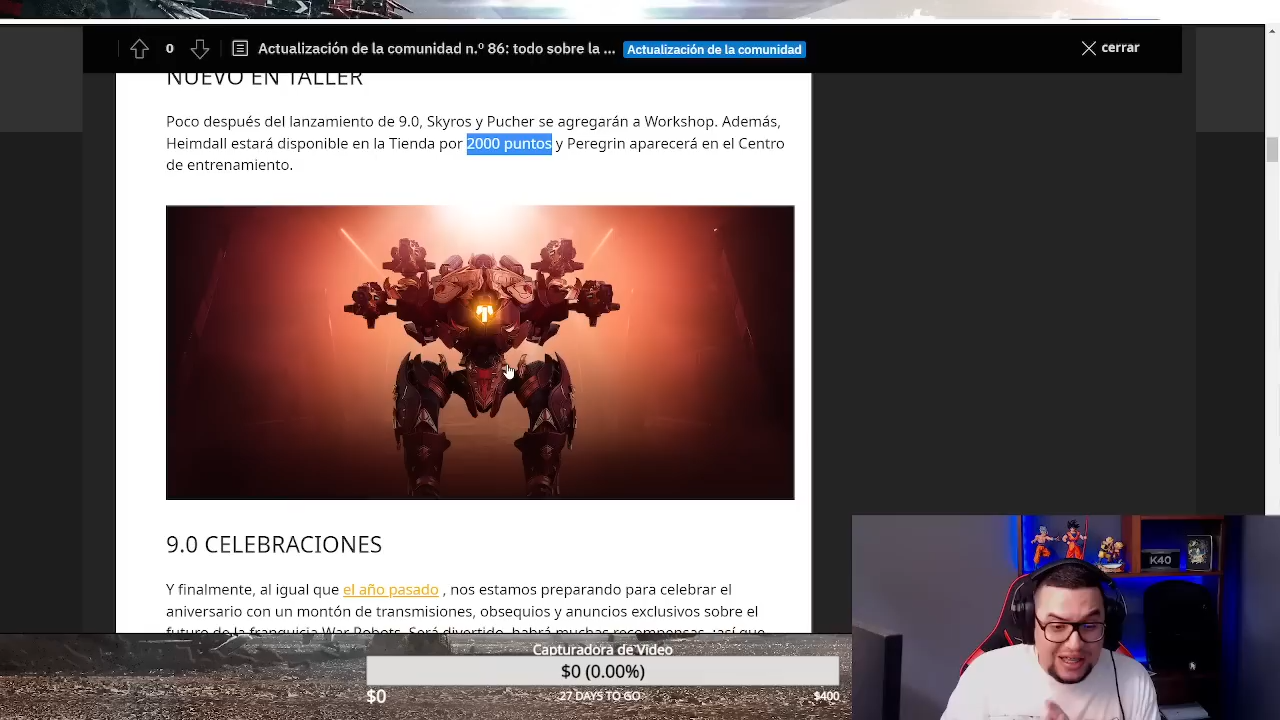 0
Actualización de la comunidad n.º 86: todo sobre la ...
Actualización de la comunidad
cerrar
NUEVO EN TALLER
Poco después del lanzamiento de 9.0, Skyros y Pucher se agregarán a Workshop. Además,
Heimdall estará disponible en la Tienda por 2000 puntos y Peregrin aparecerá en el Centro
de entrenamiento.
9.0 CELEBRACIONES
Y finalmente, al igual que el año pasado , nos estamos preparando para celebrar el
aniversario con un montón de transmisiones, obsequios y anuncios exclusivos sobre el
futuro de la franquicia War Robots. Será divertido, habrá muchas recompensas, ¡así que
K40
Capturadora de Video
$0 (0.00%)
$0
27 DAYS TO GO
$400